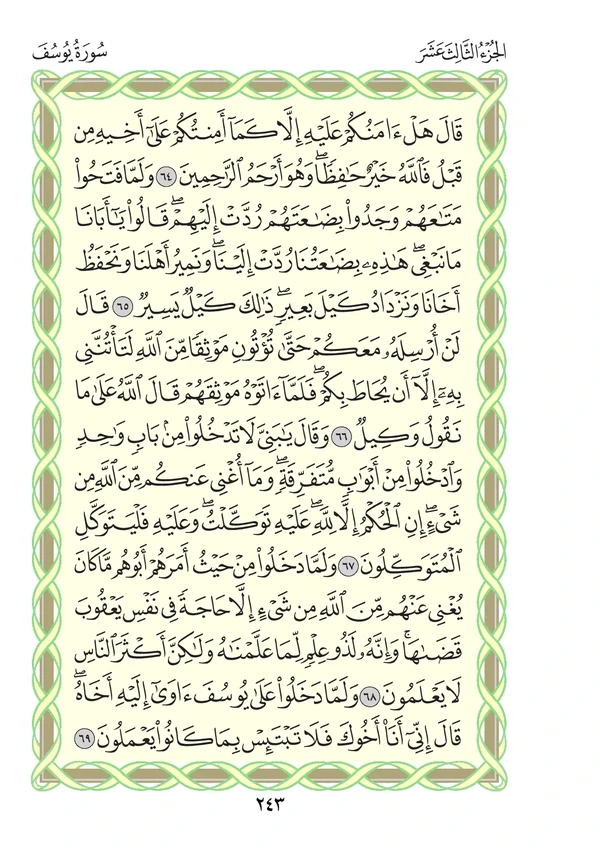 الجُزْءُ الثَّالِثَ عَشَرَ
سُورَةُ يُوسُفَ
قَالَ هَلْ ءَامَنُكُمْ عَلَيْهِ إِلَّا كَمَآ أَمِنتُكُمْ عَلَىٰٓ أَخِيهِ مِن
قَبْلُ فَٱللَّهُ خَيْرٌ حَٰفِظًاۖ وَهُوَ أَرْحَمُ ٱلرَّٰحِمِينَ ٦٤ وَلَمَّا فَتَحُوا۟
مَتَٰعَهُمْ وَجَدُوا۟ بِضَٰعَتَهُمْ رُدَّتْ إِلَيْهِمْۖ قَالُوا۟ يَٰٓأَبَانَا
مَا نَبْغِىۖ هَٰذِهِۦ بِضَٰعَتُنَا رُدَّتْ إِلَيْنَاۖ وَنَمِيرُ أَهْلَنَا وَنَحْفَظُ
أَخَانَا وَنَزْدَادُ كَيْلَ بَعِيرٍۖ ذَٰلِكَ كَيْلٌ يَسِيرٌ ٦٥ قَالَ
لَنْ أُرْسِلَهُۥ مَعَكُمْ حَتَّىٰ تُؤْتُونِ مَوْثِقًا مِّنَ ٱللَّهِ لَتَأْتُنَّنِى
بِهِۦٓ إِلَّآ أَن يُحَاطَ بِكُمْۖ فَلَمَّآ ءَاتَوْهُ مَوْثِقَهُمْ قَالَ ٱللَّهُ عَلَىٰ مَا
نَقُولُ وَكِيلٌ ٦٦ وَقَالَ يَٰبَنِىَّ لَا تَدْخُلُوا۟ مِنۢ بَابٍ وَٰحِدٍ
وَٱدْخُلُوا۟ مِنْ أَبْوَٰبٍ مُّتَفَرِّقَةٍۖ وَمَآ أُغْنِى عَنكُم مِّنَ ٱللَّهِ مِن
شَىْءٍۖ إِنِ ٱلْحُكْمُ إِلَّا لِلَّهِۖ عَلَيْهِ تَوَكَّلْتُۖ وَعَلَيْهِ فَلْيَتَوَكَّلِ
ٱلْمُتَوَكِّلُونَ ٦٧ وَلَمَّا دَخَلُوا۟ مِنْ حَيْثُ أَمَرَهُمْ أَبُوهُم مَّا كَانَ
يُغْنِى عَنْهُم مِّنَ ٱللَّهِ مِن شَىْءٍ إِلَّا حَاجَةً فِى نَفْسِ يَعْقُوبَ
قَضَىٰهَاۚ وَإِنَّهُۥ لَذُو عِلْمٍ لِّمَا عَلَّمْنَٰهُ وَلَٰكِنَّ أَكْثَرَ ٱلنَّاسِ
لَا يَعْلَمُونَ ٦٨ وَلَمَّا دَخَلُوا۟ عَلَىٰ يُوسُفَ ءَاوَىٰٓ إِلَيْهِ أَخَاهُۖ
قَالَ إِنِّىٓ أَنَا۠ أَخُوكَ فَلَا تَبْتَئِسْ بِمَا كَانُوا۟ يَعْمَلُونَ ٦٩
٢٤٣